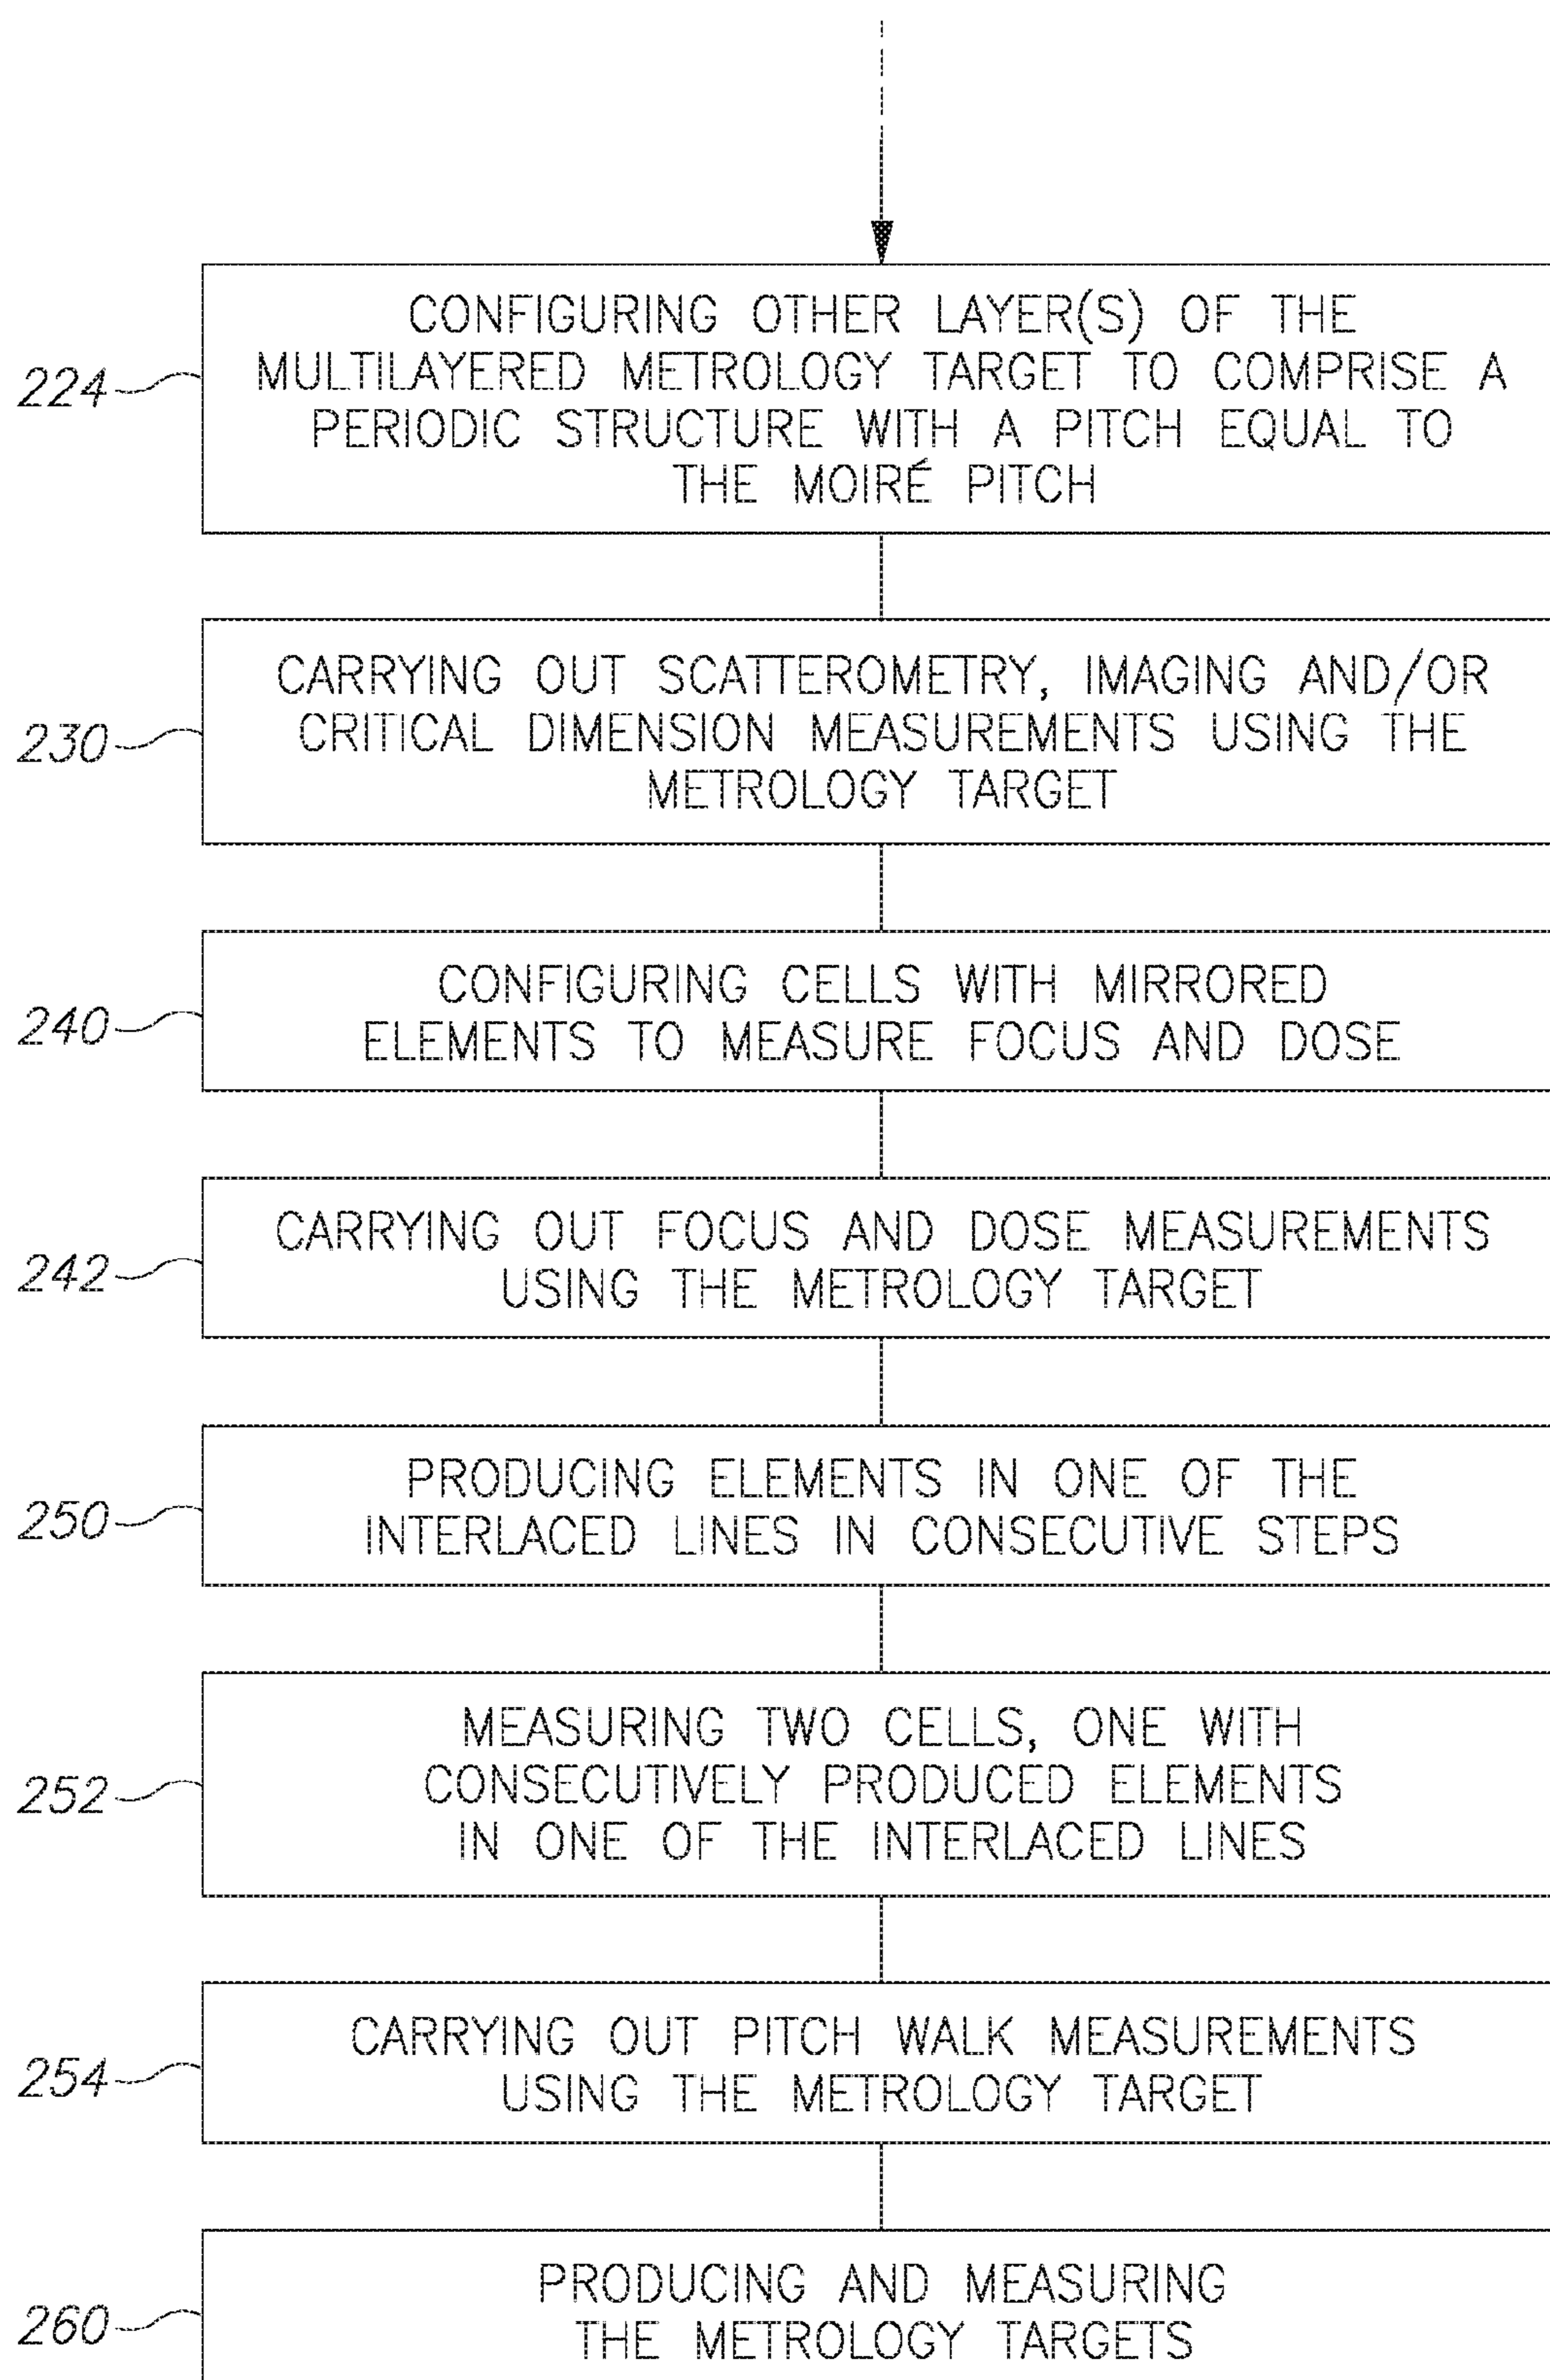 CONFIGURING OTHER LAYER(S) OF THE
224
MULTILAYERED METROLOGY TARGET TO COMPRISE A
PERIODIC STRUCTURE WITH A PITCH EQUAL TO
THE MOIRÉ PITCH
CARRYING OUT SCATTEROMETRY, IMAGING AND/OR
230
CRITICAL DIMENSION MEASUREMENTS USING THE
METROLOGY TARGET
CONFIGURING CELLS WITH MIRRORED
240
ELEMENTS TO MEASURE FOCUS AND DOSE
CARRYING OUT FOCUS AND DOSE MEASUREMENTS
242
USING THE METROLOGY TARGET
PRODUCING ELEMENTS IN ONE OF THE
250
INTERLACED LINES IN CONSECUTIVE STEPS
MEASURING TWO CELLS, ONE WITH
252
CONSECUTIVELY PRODUCED ELEMENTS
IN ONE OF THE INTERLACED LINES
CARRYING OUT PITCH WALK MEASUREMENTS
254
USING THE METROLOGY TARGET
PRODUCING AND MEASURING
260
THE METROLOGY TARGETS